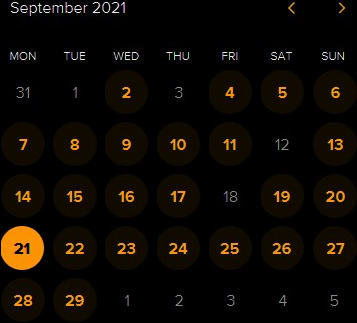 September 2021
MON TUE WED THU FRI SAT SUN
31 1 2 3 4 5 6
7 8 9 10 11 12 13
14 15 16 17 18 19 20
21 22 23 24 25 26 27
28 29 1 2 3 4 5